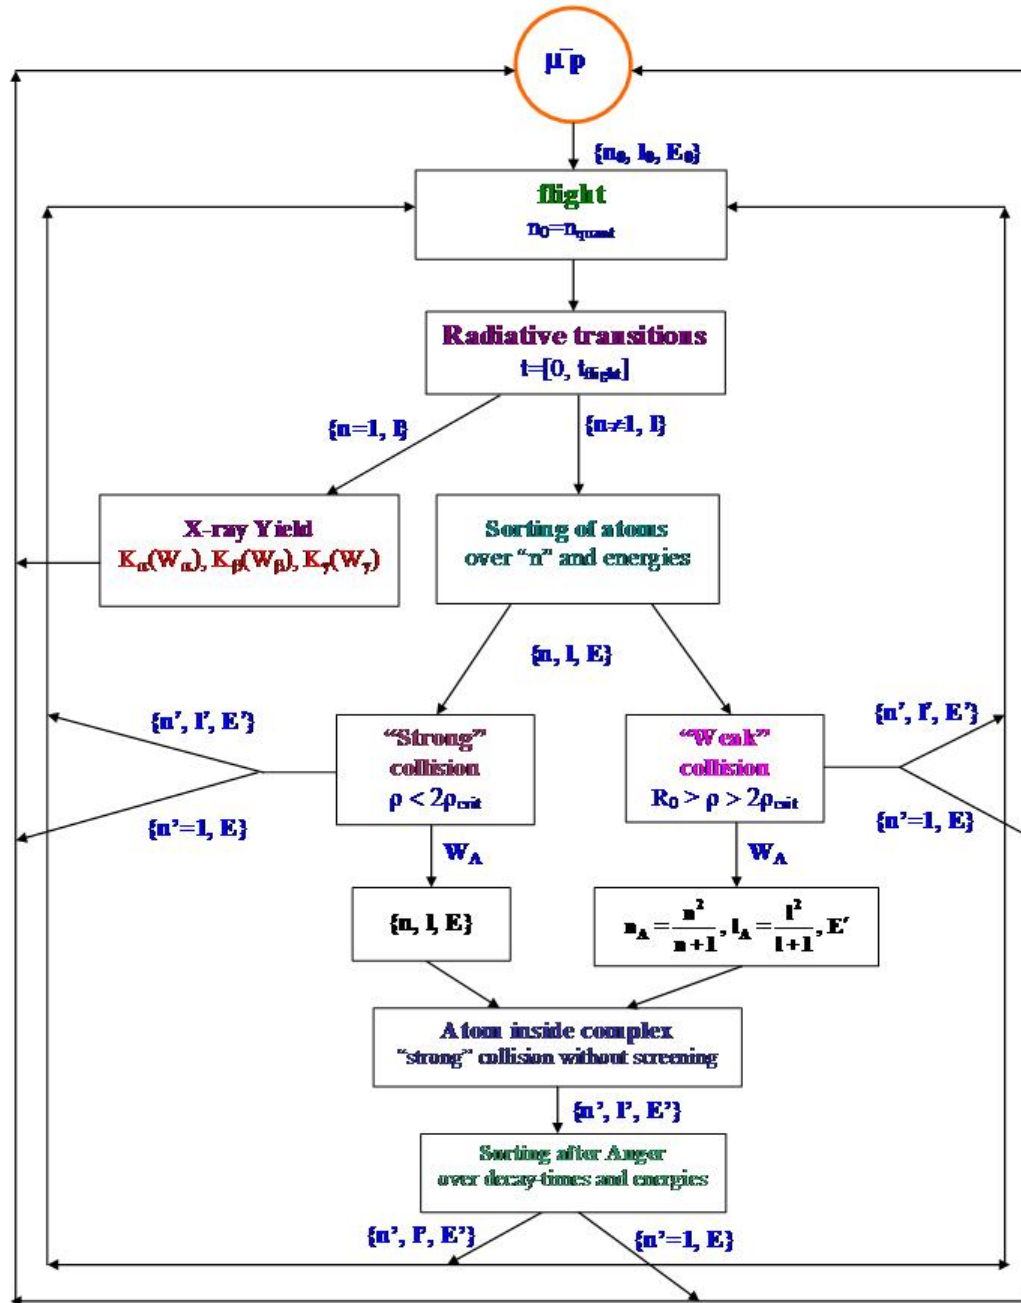 μ⁻p
{n₀, l₀, E₀}
flight
n₀=n_quant
Radiative transitions
t=[0, t_flight]
{n=1, l}
{n≠1, l}
X-ray Yield
K_α(W_α), K_β(W_β), K_γ(W_γ)
Sorting of atoms
over “n” and energies
{n, l, E}
{n′, l′, E′}
“Strong”
collision
ρ < 2ρ_crit
“Weak”
collision
R₀ > ρ > 2ρ_crit
{n′, l′, E′}
{n’=1, E}
{n’=1, E}
W_A
W_A
{n, l, E}
n_A = n²/(n+1), l_A = l²/(l+1), E′
Atom inside complex
“strong” collision without screening
{n’, l’, E’}
Sorting after Auger
over decay-times and energies
{n’, l’, E’}
{n’=1, E}